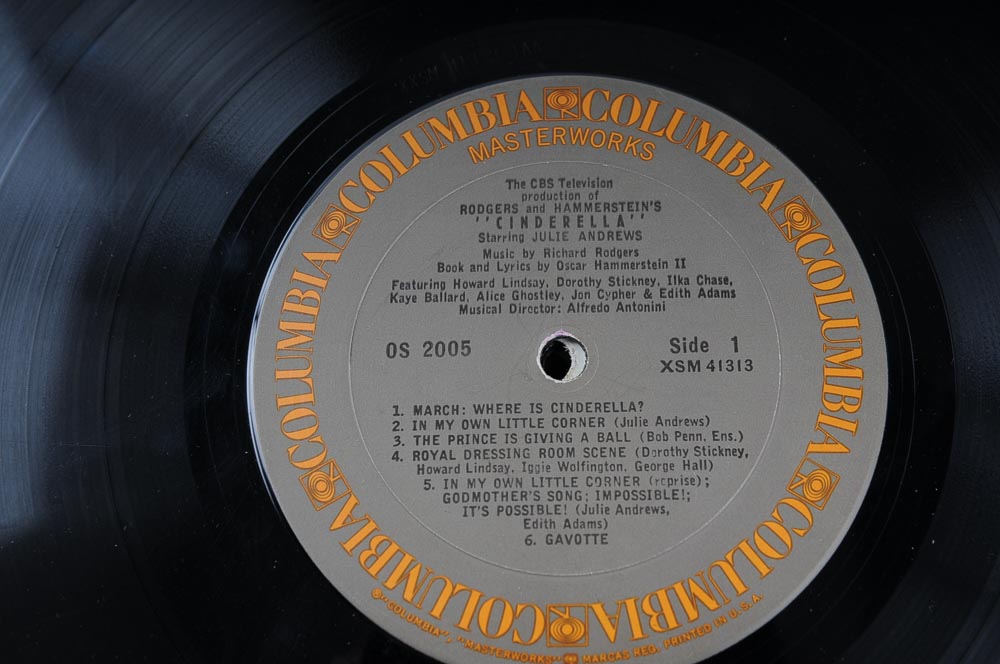 COLUMBIA COLUMBIA COLUMBIA COLUMBIA COLUMBIA COLUMBIA COLUMBIA COLUMBIA
MASTERWORKS
The CBS Television
production of
RODGERS and HAMMERSTEIN'S
''CINDERELLA''
Starring JULIE ANDREWS
Music by Richard Rodgers
Book and Lyrics by Oscar Hammerstein II
Featuring Howard Lindsay, Dorothy Stickney, Ilka Chase,
Kaye Ballard, Alice Ghostley, Jon Cypher & Edith Adams
Musical Director: Alfredo Antonini
OS 2005
Side 1
XSM 41313
1. MARCH: WHERE IS CINDERELLA?
2. IN MY OWN LITTLE CORNER (Julie Andrews)
3. THE PRINCE IS GIVING A BALL (Bob Penn, Ens.)
4. ROYAL DRESSING ROOM SCENE (Dorothy Stickney,
Howard Lindsay, Iggie Wolfington, George Hall)
5. IN MY OWN LITTLE CORNER (reprise);
GODMOTHER'S SONG; IMPOSSIBLE!;
IT'S POSSIBLE! (Julie Andrews,
Edith Adams)
6. GAVOTTE
"COLUMBIA", "MASTERWORKS" MARCAS REG. PRINTED IN U.S.A.